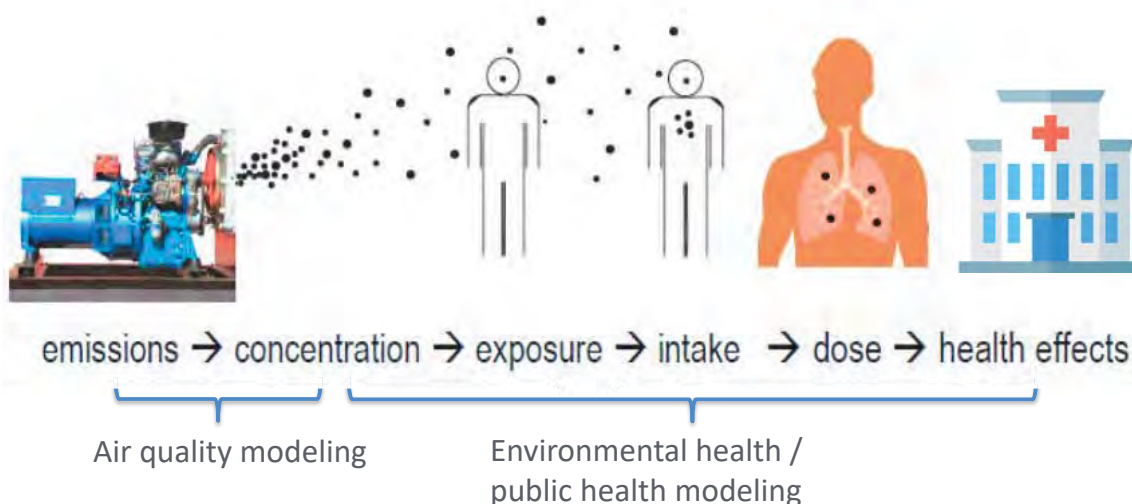 emissions → concentration → exposure → intake → dose → health effects
Air quality modeling
Environmental health /
public health modeling